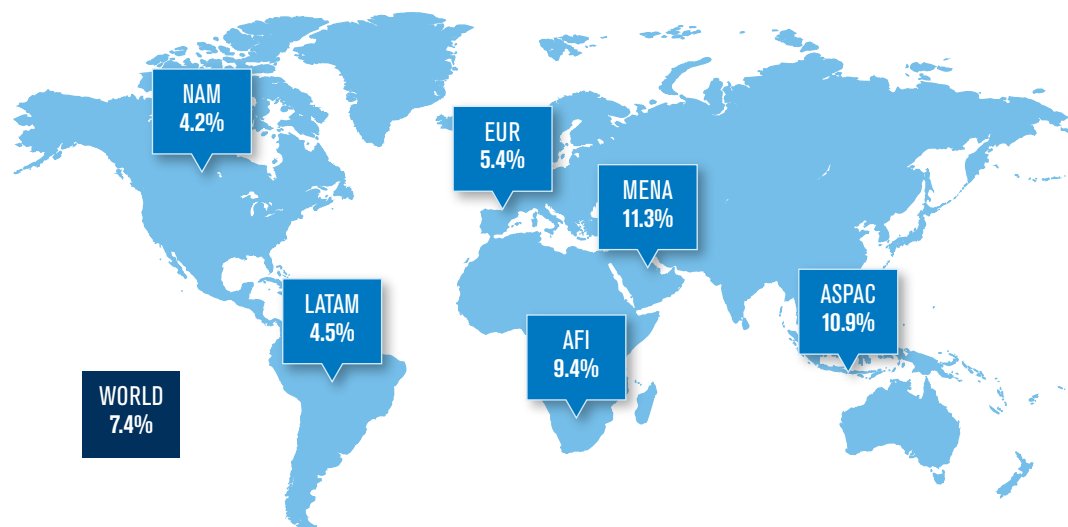 NAM
4.2%
EUR
5.4%
MENA
11.3%
LATAM
4.5%
AFI
9.4%
ASPAC
10.9%
WORLD
7.4%